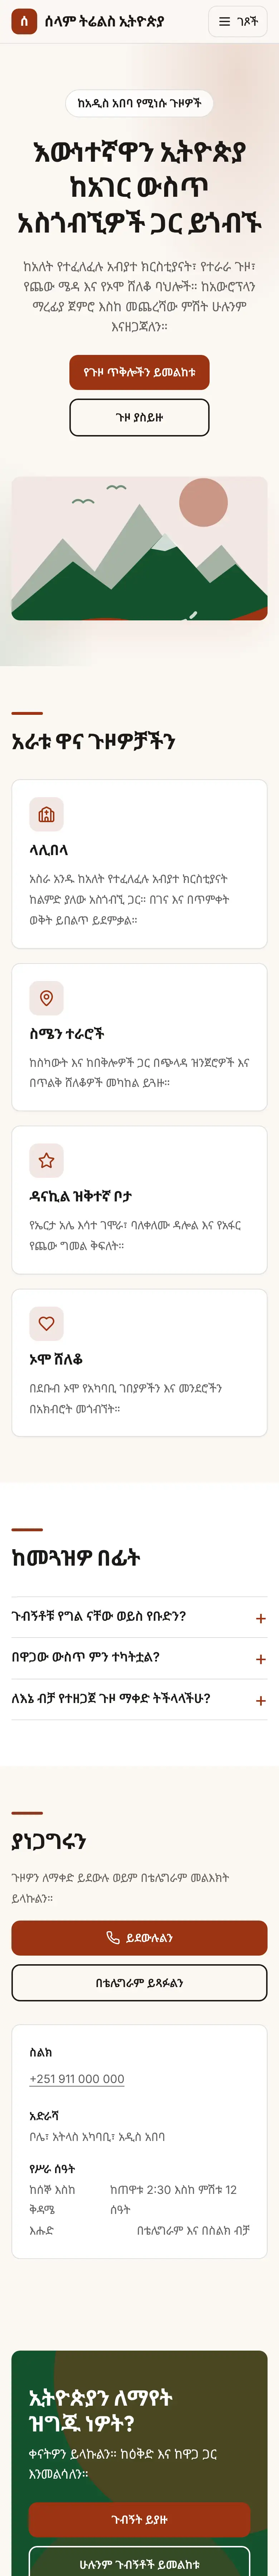 ሰ ሰላም ትሬልስ ኢትዮጵያ ገጾች
ከአዲስ አበባ የሚነሱ ጉዞዎች
እውነተኛዋን ኢትዮጵያ
ከአገር ውስጥ
አስጎብኚዎች ጋር ይጎብኙ
ከአለት የተፈለፈሉ አብያተ ክርስቲያናት፣ የተራራ ጉዞ፣
የጨው ሜዳ እና የኦሞ ሸለቆ ባህሎች። ከአውሮፕላን
ማረፊያ ጀምሮ እስከ መጨረሻው ምሽት ሁሉንም
እናዘጋጃለን።
የጉዞ ጥቅሎችን ይመልከቱ
ጉዞ ያስይዙ
አራቱ ዋና ጉዞዎቻችን
ላሊበላ
አስራ አንዱ ከአለት የተፈለፈሉ አብያተ ክርስቲያናት
ከልምድ ያለው አስጎብኚ ጋር። በገና እና በጥምቀት
ወቅት ይበልጥ ይደምቃል።
ስሜን ተራሮች
ከስካውት እና ከበቅሎዎች ጋር በጭላዳ ዝንጀሮዎች እና
በጥልቅ ሸለቆዎች መካከል ይጓዙ።
ዳናኪል ዝቅተኛ ቦታ
የኤርታ አሌ እሳተ ገሞራ፣ ባለቀለሙ ዳሎል እና የአፋር
የጨው ግመል ቅፍለት።
ኦሞ ሸለቆ
በደቡብ ኦሞ የአካባቢ ገበያዎችን እና መንደሮችን
በአክብሮት መጎብኘት።
ከመጓዝዎ በፊት
ጉብኝቶቹ የግል ናቸው ወይስ የቡድን? +
በዋጋው ውስጥ ምን ተካትቷል? +
ለእኔ ብቻ የተዘጋጀ ጉዞ ማቀድ ትችላላችሁ? +
ያነጋግሩን
ጉዞዎን ለማቀድ ይደውሉ ወይም በቴሌግራም መልእክት
ይላኩልን።
ይደውሉልን
በቴሌግራም ይጻፉልን
ስልክ
+251 911 000 000
አድራሻ
ቦሌ፣ አትላስ አካባቢ፣ አዲስ አበባ
የሥራ ሰዓት
ከሰኞ እስከ ከጠዋቱ 2:30 እስከ ምሽቱ 12
ቅዳሜ ሰዓት
እሑድ በቴሌግራም እና በስልክ ብቻ
ኢትዮጵያን ለማየት
ዝግጁ ነዎት?
ቀናትዎን ይላኩልን። ከዕቅድ እና ከዋጋ ጋር
እንመልሳለን።
ጉብኝት ይያዙ
ሁሉንም ጉብኝቶች ይመልከቱ